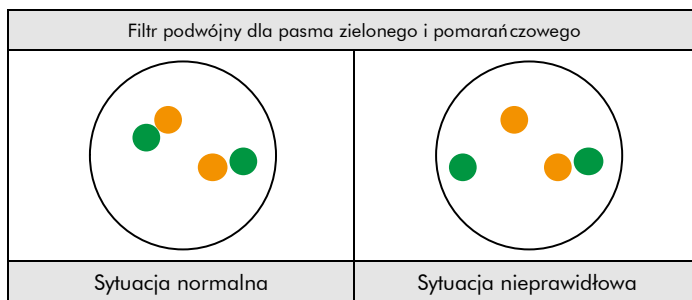 Filtr podwójny dla pasma zielonego i pomarańczowego
Sytuacja normalna
Sytuacja nieprawidłowa